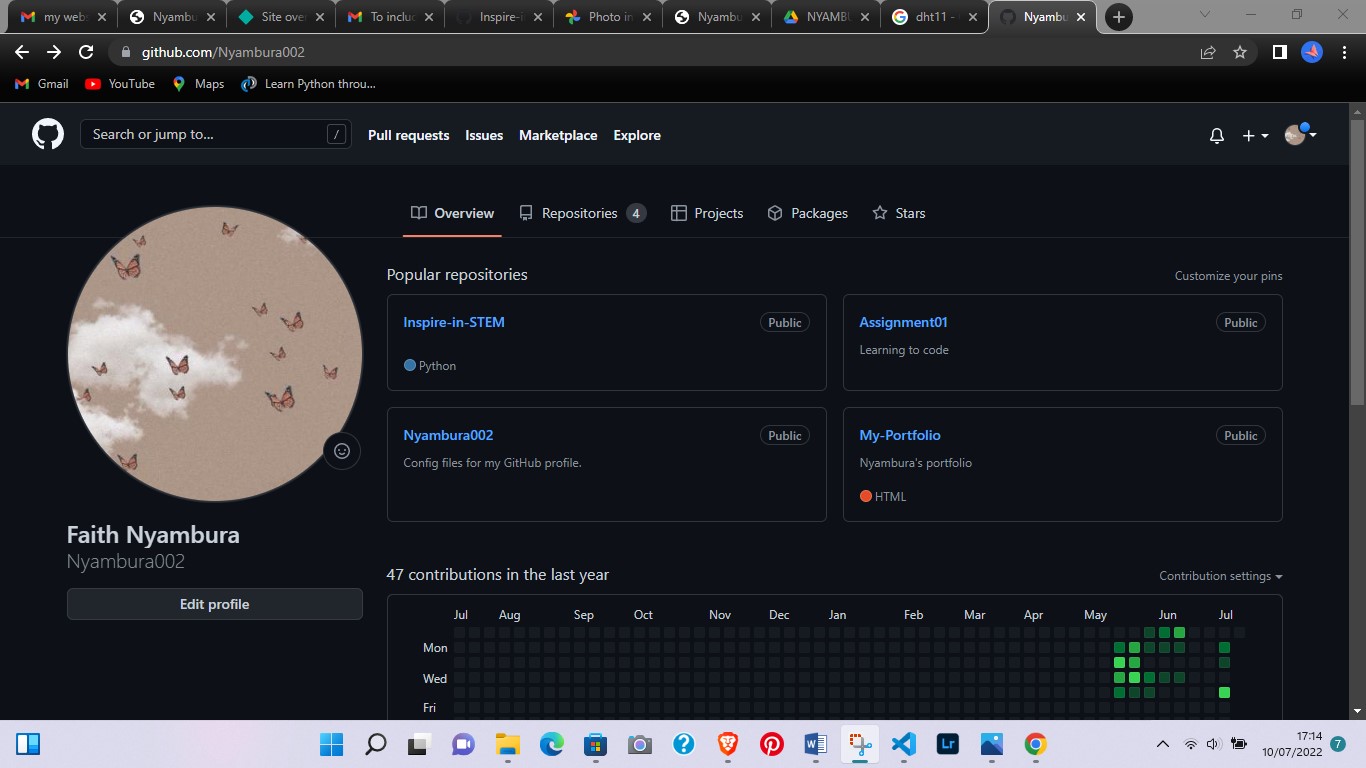 my webs
Nyambu
Site over
To includ
Inspire-i
Photo in
Nyambu
NYAMBU
dht11 -
Nyambu
github.com/Nyambura002
Gmail
YouTube
Maps
Learn Python throu...
Search or jump to...
/
Pull requests
Issues
Marketplace
Explore
Overview
Repositories 4
Projects
Packages
Stars
Popular repositories
Customize your pins
Inspire-in-STEM
Public
Python
Assignment01
Public
Learning to code
Nyambura002
Public
Config files for my GitHub profile.
My-Portfolio
Public
Nyambura's portfolio
HTML
Faith Nyambura
Nyambura002
Edit profile
47 contributions in the last year
Contribution settings
Jul Aug Sep Oct Nov Dec Jan Feb Mar Apr May Jun Jul
Mon
Wed
Fri
Lr
17:14
10/07/2022
7